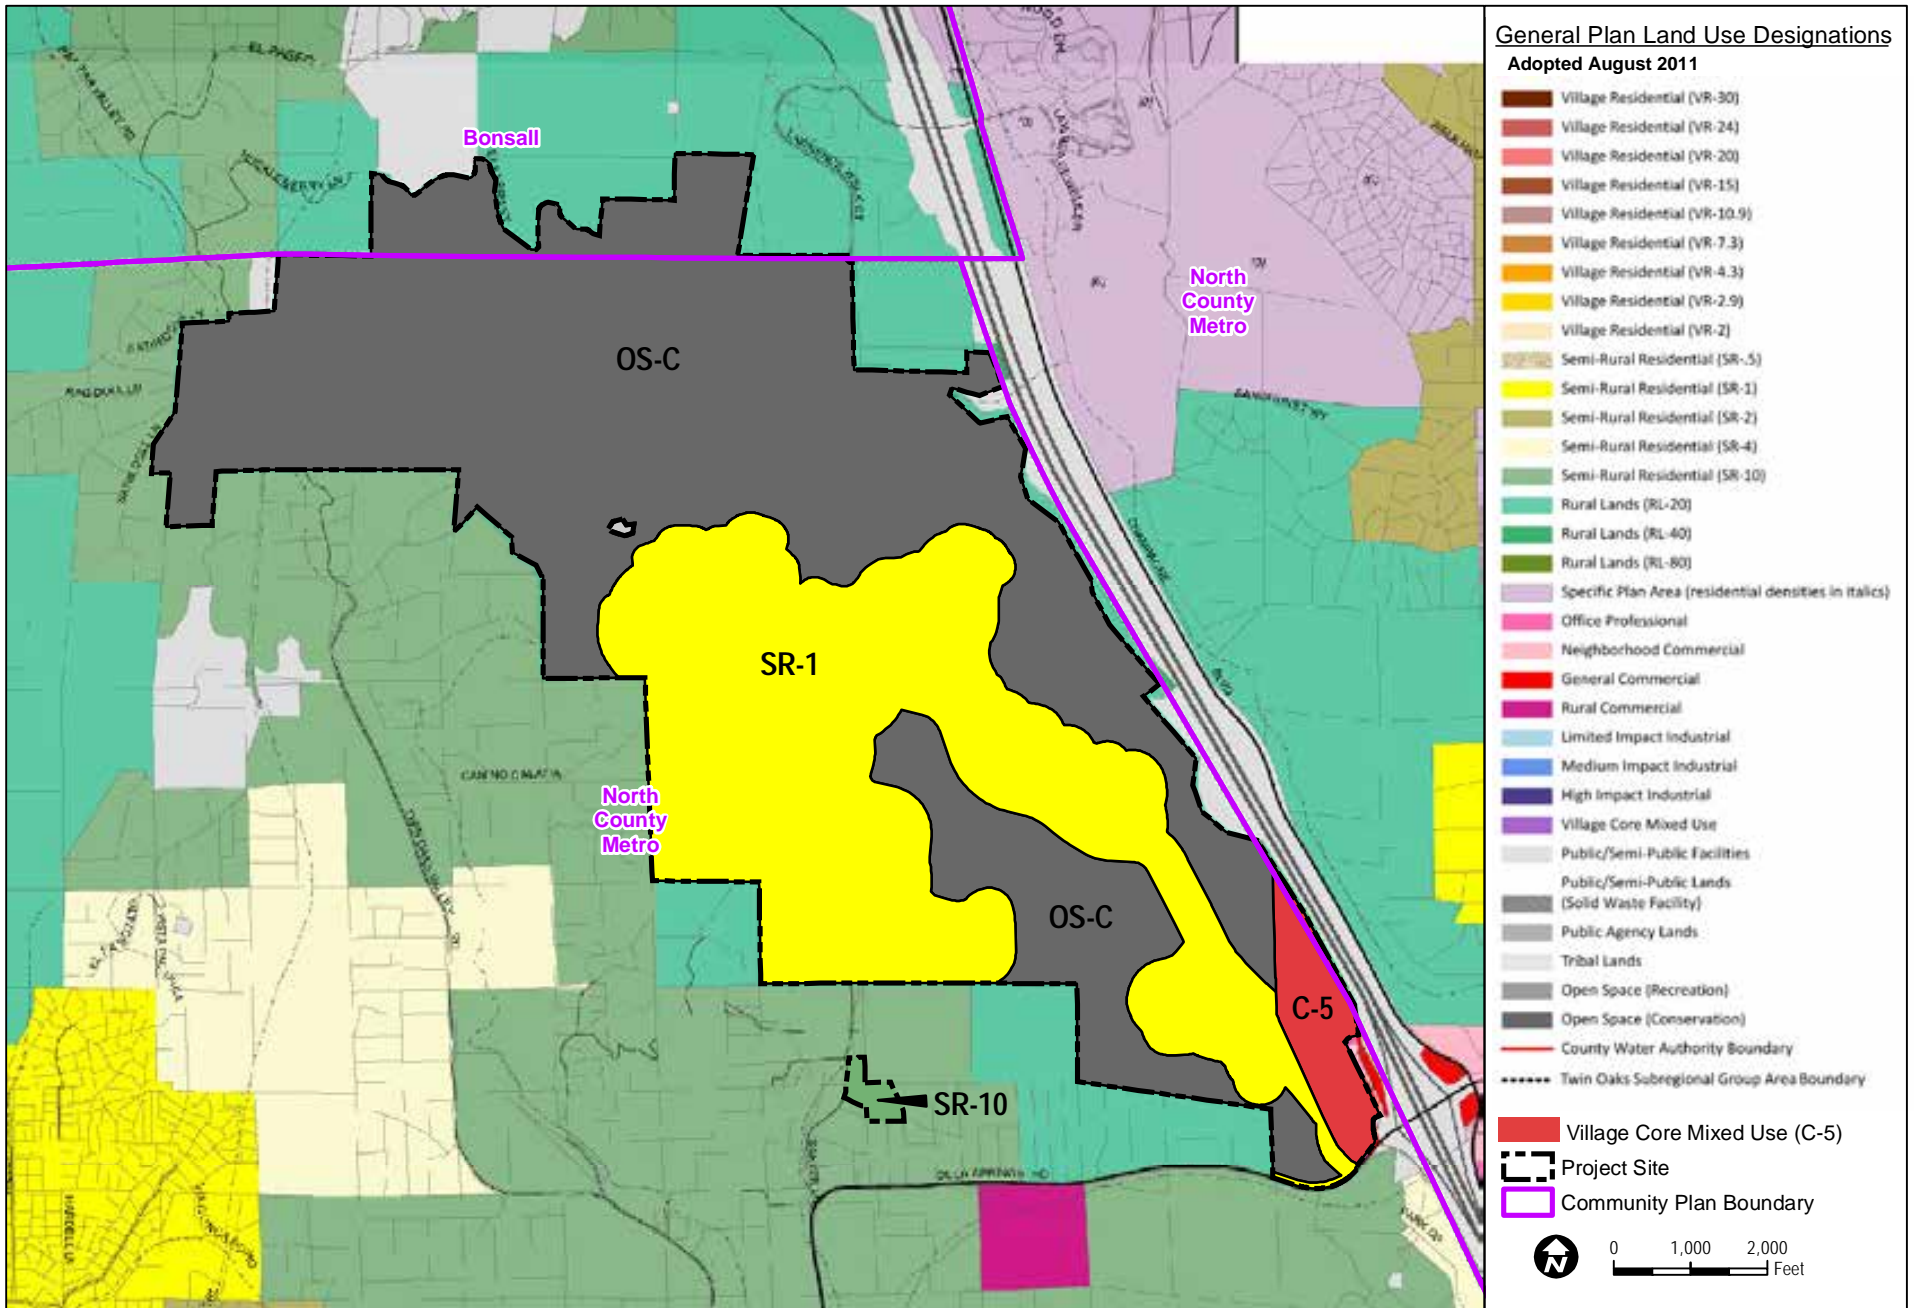 Bonsall
North
County
Metro
OS-C
SR-1
North
County
Metro
OS-C
C-5
SR-10
General Plan Land Use Designations
Adopted August 2011
Village Residential (VR-30)
Village Residential (VR-24)
Village Residential (VR-20)
Village Residential (VR-15)
Village Residential (VR-10.9)
Village Residential (VR-7.3)
Village Residential (VR-4.3)
Village Residential (VR-2.9)
Village Residential (VR-2)
Semi-Rural Residential (SR-.5)
Semi-Rural Residential (SR-1)
Semi-Rural Residential (SR-2)
Semi-Rural Residential (SR-4)
Semi-Rural Residential (SR-10)
Rural Lands (RL-20)
Rural Lands (RL-40)
Rural Lands (RL-80)
Specific Plan Area (residential densities in italics)
Office Professional
Neighborhood Commercial
General Commercial
Rural Commercial
Limited Impact Industrial
Medium Impact Industrial
High Impact Industrial
Village Core Mixed Use
Public/Semi-Public Facilities
Public/Semi-Public Lands
(Solid Waste Facility)
Public Agency Lands
Tribal Lands
Open Space (Recreation)
Open Space (Conservation)
County Water Authority Boundary
Twin Oaks Subregional Group Area Boundary
Village Core Mixed Use (C-5)
Project Site
Community Plan Boundary
N
0 1,000 2,000
Feet